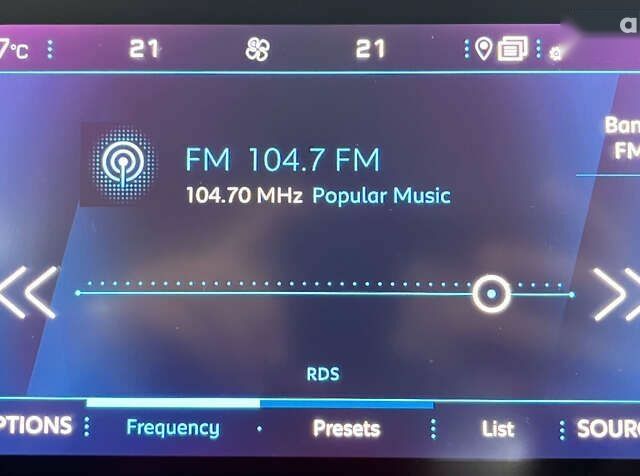 7°C 21 21
Ban
FM
FM 104.7 FM
104.70 MHz Popular Music
RDS
PTIONS Frequency Presets List SOURC